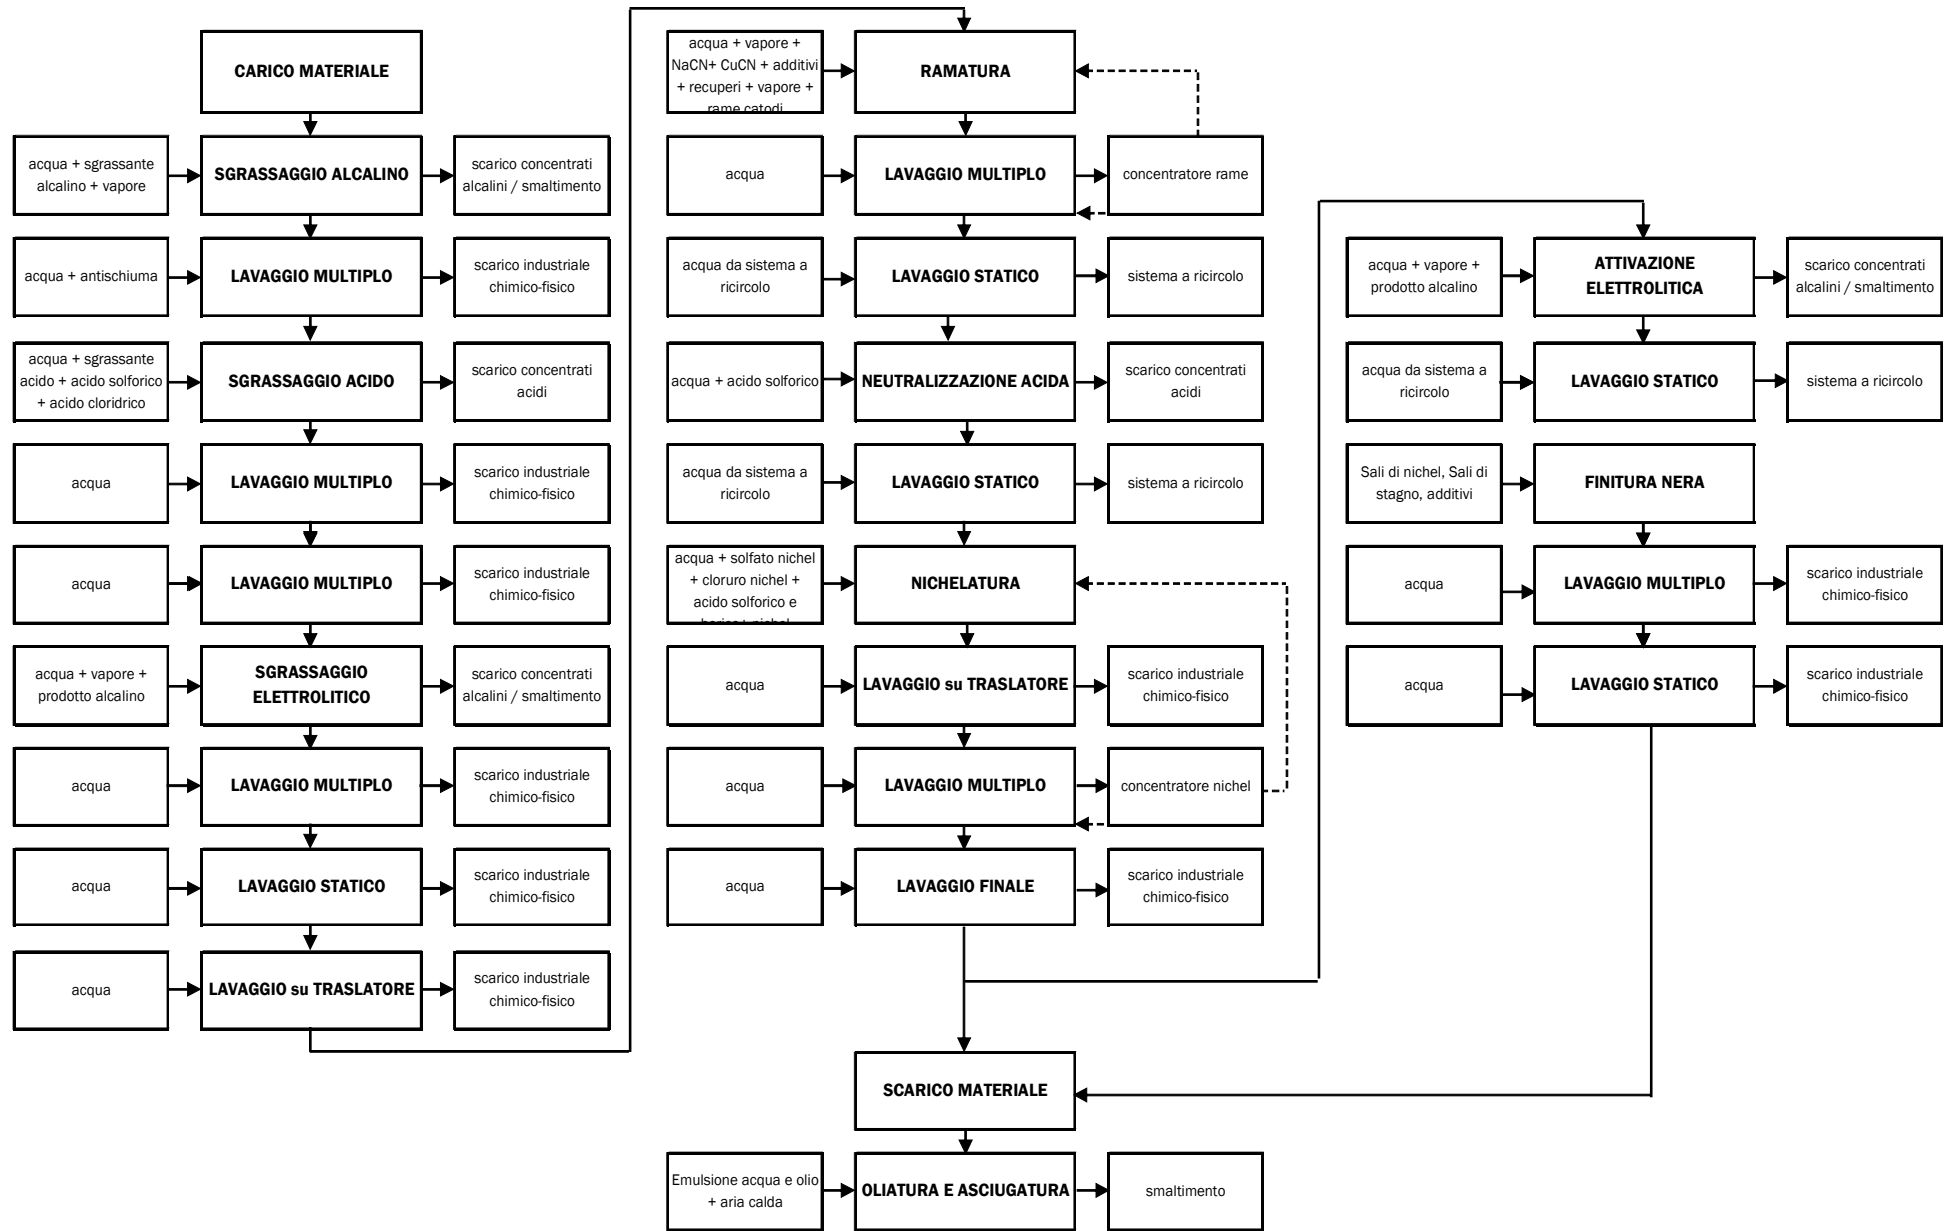 CARICO MATERIALE
acqua + sgrassante
alcalino + vapore
SGRASSAGGIO ALCALINO
scarico concentrati
alcalini / smaltimento
acqua + antischiuma
LAVAGGIO MULTIPLO
scarico industriale
chimico-fisico
acqua + sgrassante
acido + acido solforico
+ acido cloridrico
SGRASSAGGIO ACIDO
scarico concentrati
acidi
acqua
LAVAGGIO MULTIPLO
scarico industriale
chimico-fisico
acqua
LAVAGGIO MULTIPLO
scarico industriale
chimico-fisico
acqua + vapore +
prodotto alcalino
SGRASSAGGIO
ELETTROLITICO
scarico concentrati
alcalini / smaltimento
acqua
LAVAGGIO MULTIPLO
scarico industriale
chimico-fisico
acqua
LAVAGGIO STATICO
scarico industriale
chimico-fisico
acqua
LAVAGGIO su TRASLATORE
scarico industriale
chimico-fisico
acqua + vapore +
NaCN+ CuCN + additivi
+ recuperi + vapore +
rame catodi
RAMATURA
acqua
LAVAGGIO MULTIPLO
concentratore rame
acqua da sistema a
ricircolo
LAVAGGIO STATICO
sistema a ricircolo
acqua + acido solforico
NEUTRALIZZAZIONE ACIDA
scarico concentrati
acidi
acqua da sistema a
ricircolo
LAVAGGIO STATICO
sistema a ricircolo
acqua + solfato nichel
+ cloruro nichel +
acido solforico e
borico+ nichel
NICHELATURA
acqua
LAVAGGIO su TRASLATORE
scarico industriale
chimico-fisico
acqua
LAVAGGIO MULTIPLO
concentratore nichel
acqua
LAVAGGIO FINALE
scarico industriale
chimico-fisico
SCARICO MATERIALE
Emulsione acqua e olio
+ aria calda
OLIATURA E ASCIUGATURA
smaltimento
acqua + vapore +
prodotto alcalino
ATTIVAZIONE
ELETTROLITICA
scarico concentrati
alcalini / smaltimento
acqua da sistema a
ricircolo
LAVAGGIO STATICO
sistema a ricircolo
Sali di nichel, Sali di
stagno, additivi
FINITURA NERA
acqua
LAVAGGIO MULTIPLO
scarico industriale
chimico-fisico
acqua
LAVAGGIO STATICO
scarico industriale
chimico-fisico